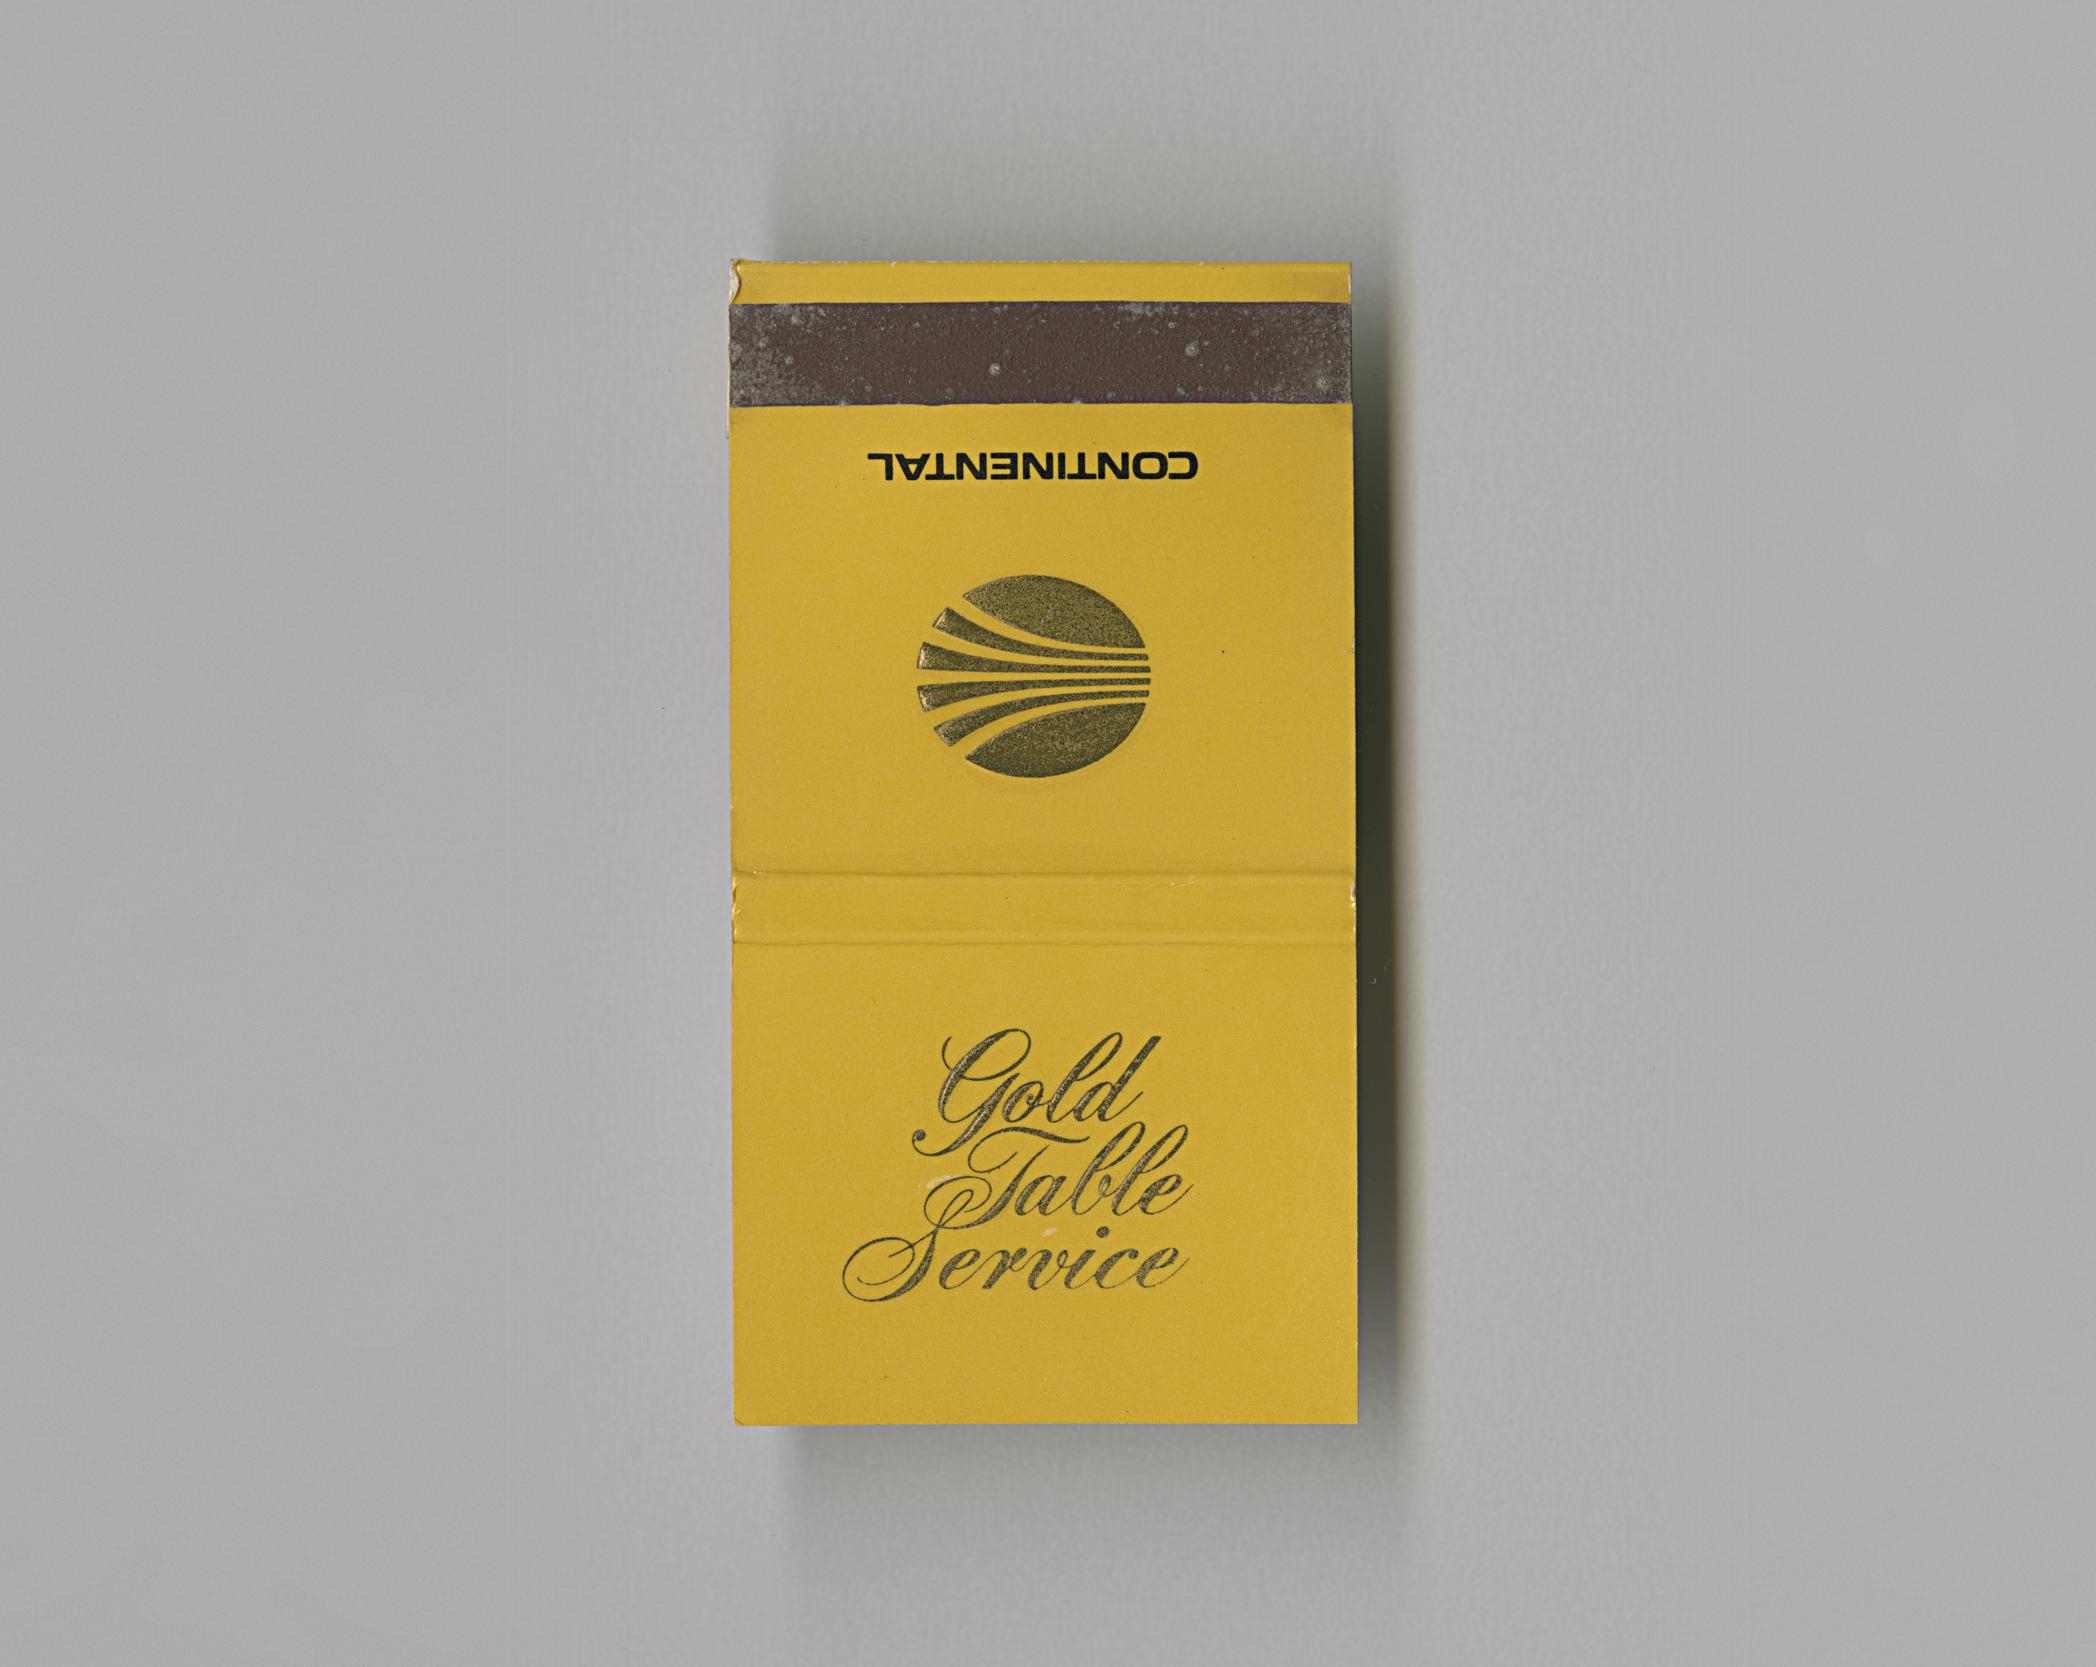 CONTINENTAL
Gold
Table
Service